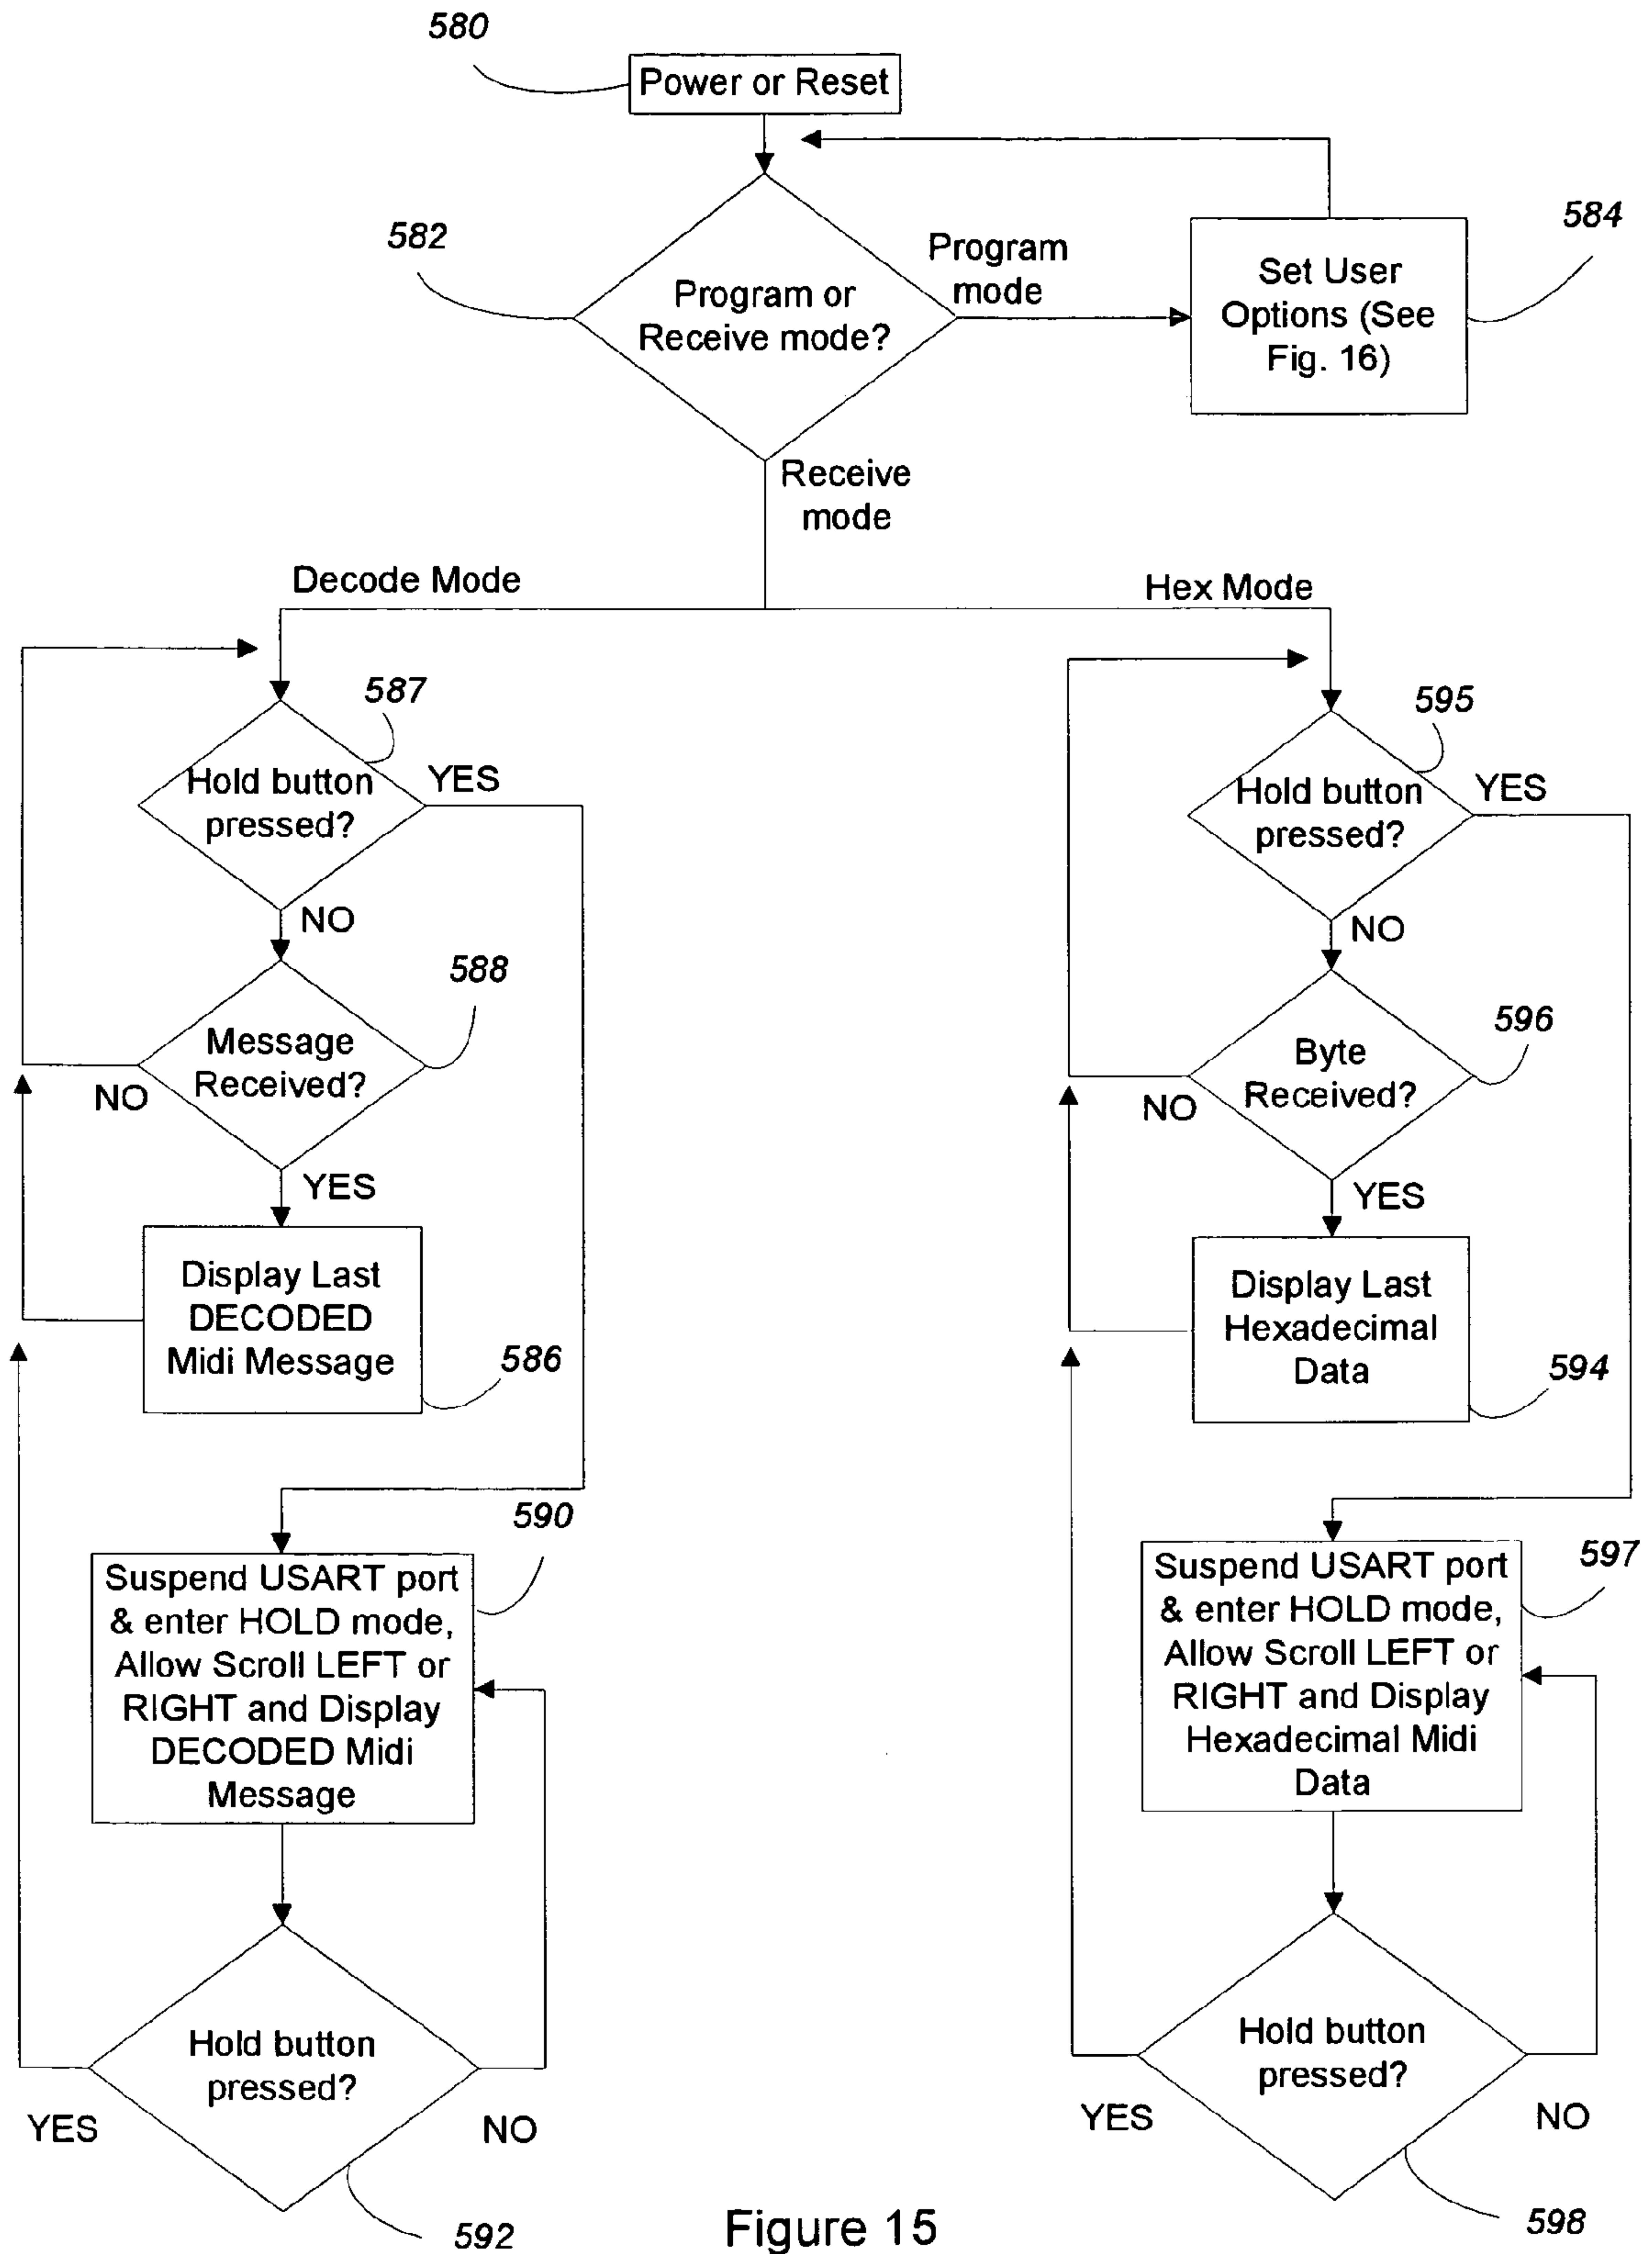 580
Power or Reset
582
Program or
Receive mode?
Program
mode
584
Set User
Options (See
Fig. 16)
Receive
mode
Decode Mode
Hex Mode
587
Hold button
pressed?
YES
NO
588
Message
Received?
NO
YES
Display Last
DECODED
Midi Message
586
590
Suspend USART port
& enter HOLD mode,
Allow Scroll LEFT or
RIGHT and Display
DECODED Midi
Message
Hold button
pressed?
YES
NO
592
595
Hold button
pressed?
YES
NO
596
Byte
Received?
NO
YES
Display Last
Hexadecimal
Data
594
597
Suspend USART port
& enter HOLD mode,
Allow Scroll LEFT or
RIGHT and Display
Hexadecimal Midi
Data
Hold button
pressed?
YES
NO
598
Figure 15